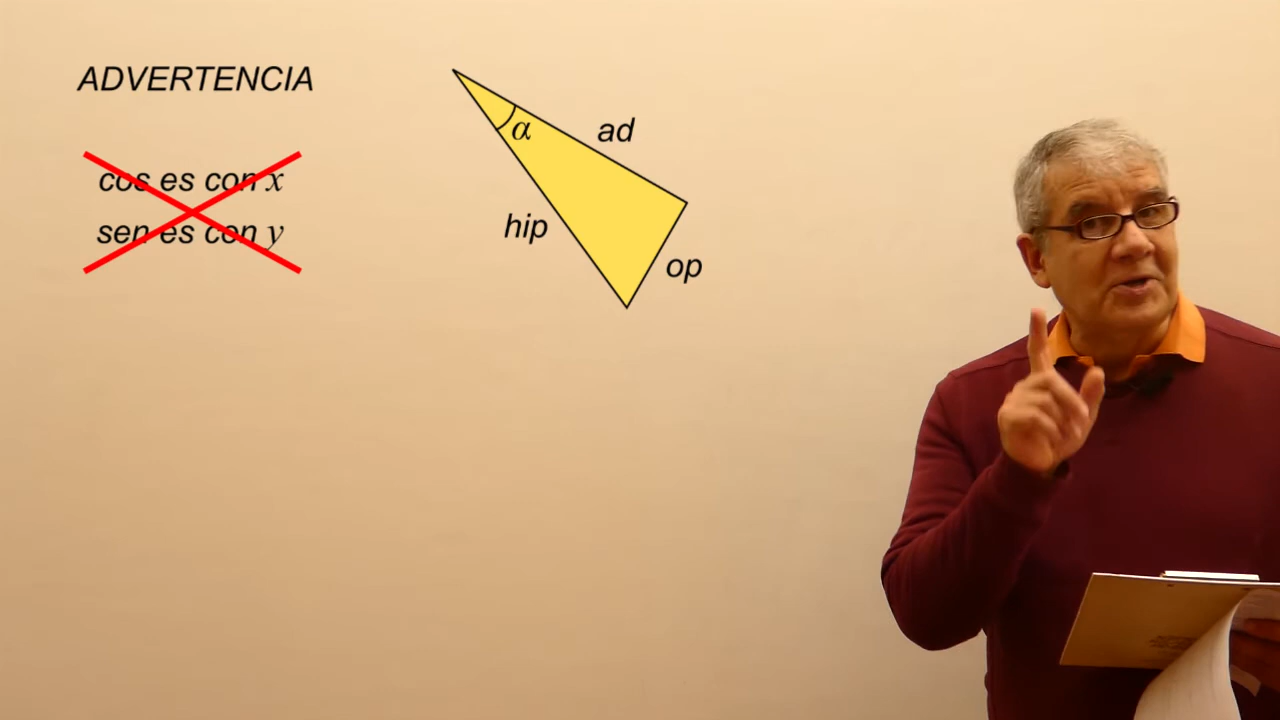 ADVERTENCIA
cos es con x
sen es con y
α
ad
hip
op